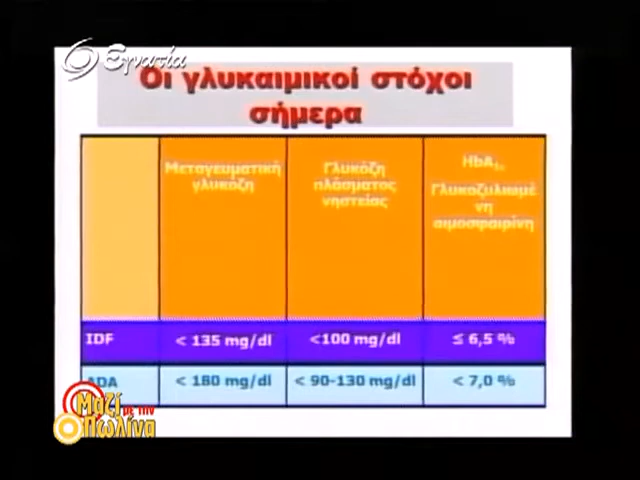 Εγνατία
Οι γλυκαιμικοί στόχοι
σήμερα
Μεταγευματική
γλυκόζη
Γλυκόζη
πλάσματος
νηστείας
HbA1c
Γλυκοζυλιωμέ
νη
αιμοσφαιρίνη
IDF
< 135 mg/dl
<100 mg/dl
≤ 6,5 %
ADA
< 180 mg/dl
< 90-130 mg/dl
< 7,0 %
Μαζί
με την
Πωλίνα